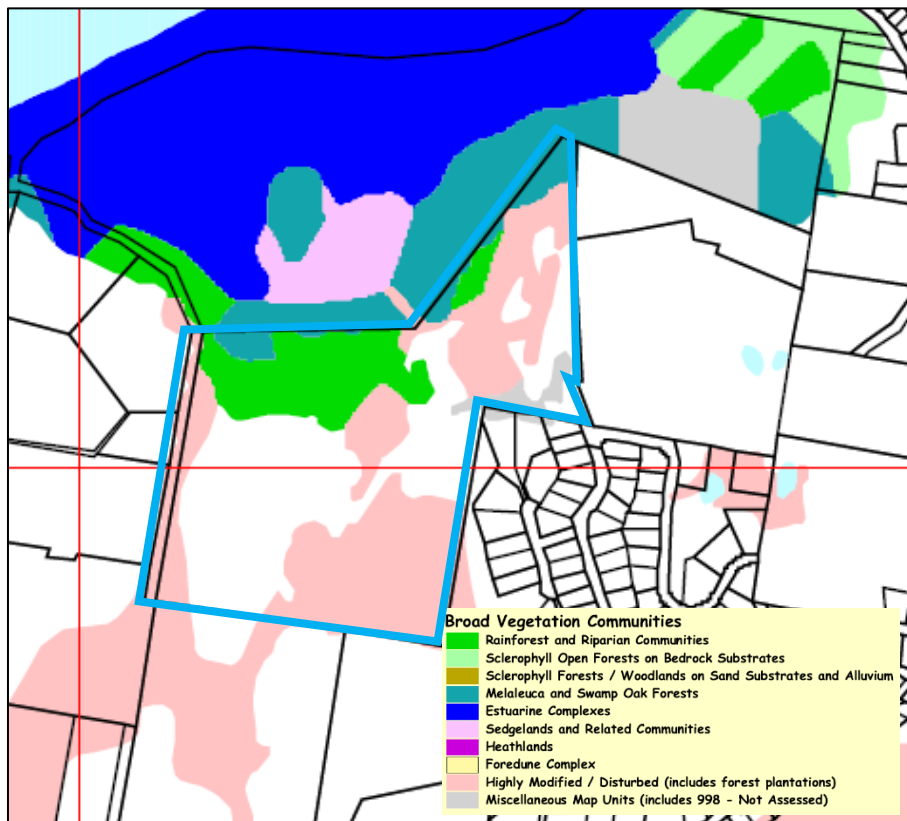 Broad Vegetation Communities
Rainforest and Riparian Communities
Sclerophyll Open Forests on Bedrock Substrates
Sclerophyll Forests / Woodlands on Sand Substrates and Alluvium
Melaleuca and Swamp Oak Forests
Estuarine Complexes
Sedgelands and Related Communities
Heathlands
Foredune Complex
Highly Modified / Disturbed (includes forest plantations)
Miscellaneous Map Units (includes 998 - Not Assessed)